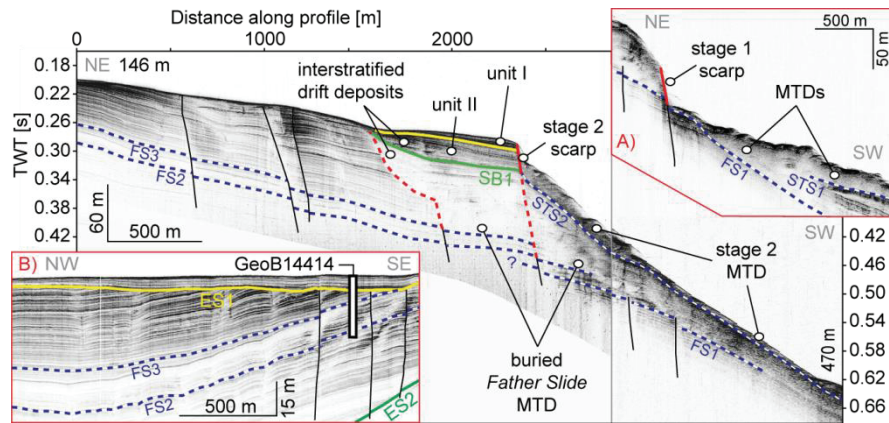 Distance along profile [m]
0
1000
2000
NE
146 m
TWT [s]
0.18
0.22
0.26
0.30
0.34
0.38
0.42
60 m
500 m
FS3
FS2
interstratified
drift deposits
unit II
unit I
SB1
stage 2
scarp
STS2
?
buried
Father Slide
MTD
stage 2
MTD
FS1
SW
0.42
0.46
0.50
0.52
0.56
0.58
0.62
0.66
470 m
A)
NE
500 m
50 m
stage 1
scarp
MTDs
FS1
STS1
SW
B)
NW
GeoB14414
SE
ES1
FS3
FS2
500 m
15 m
ES2